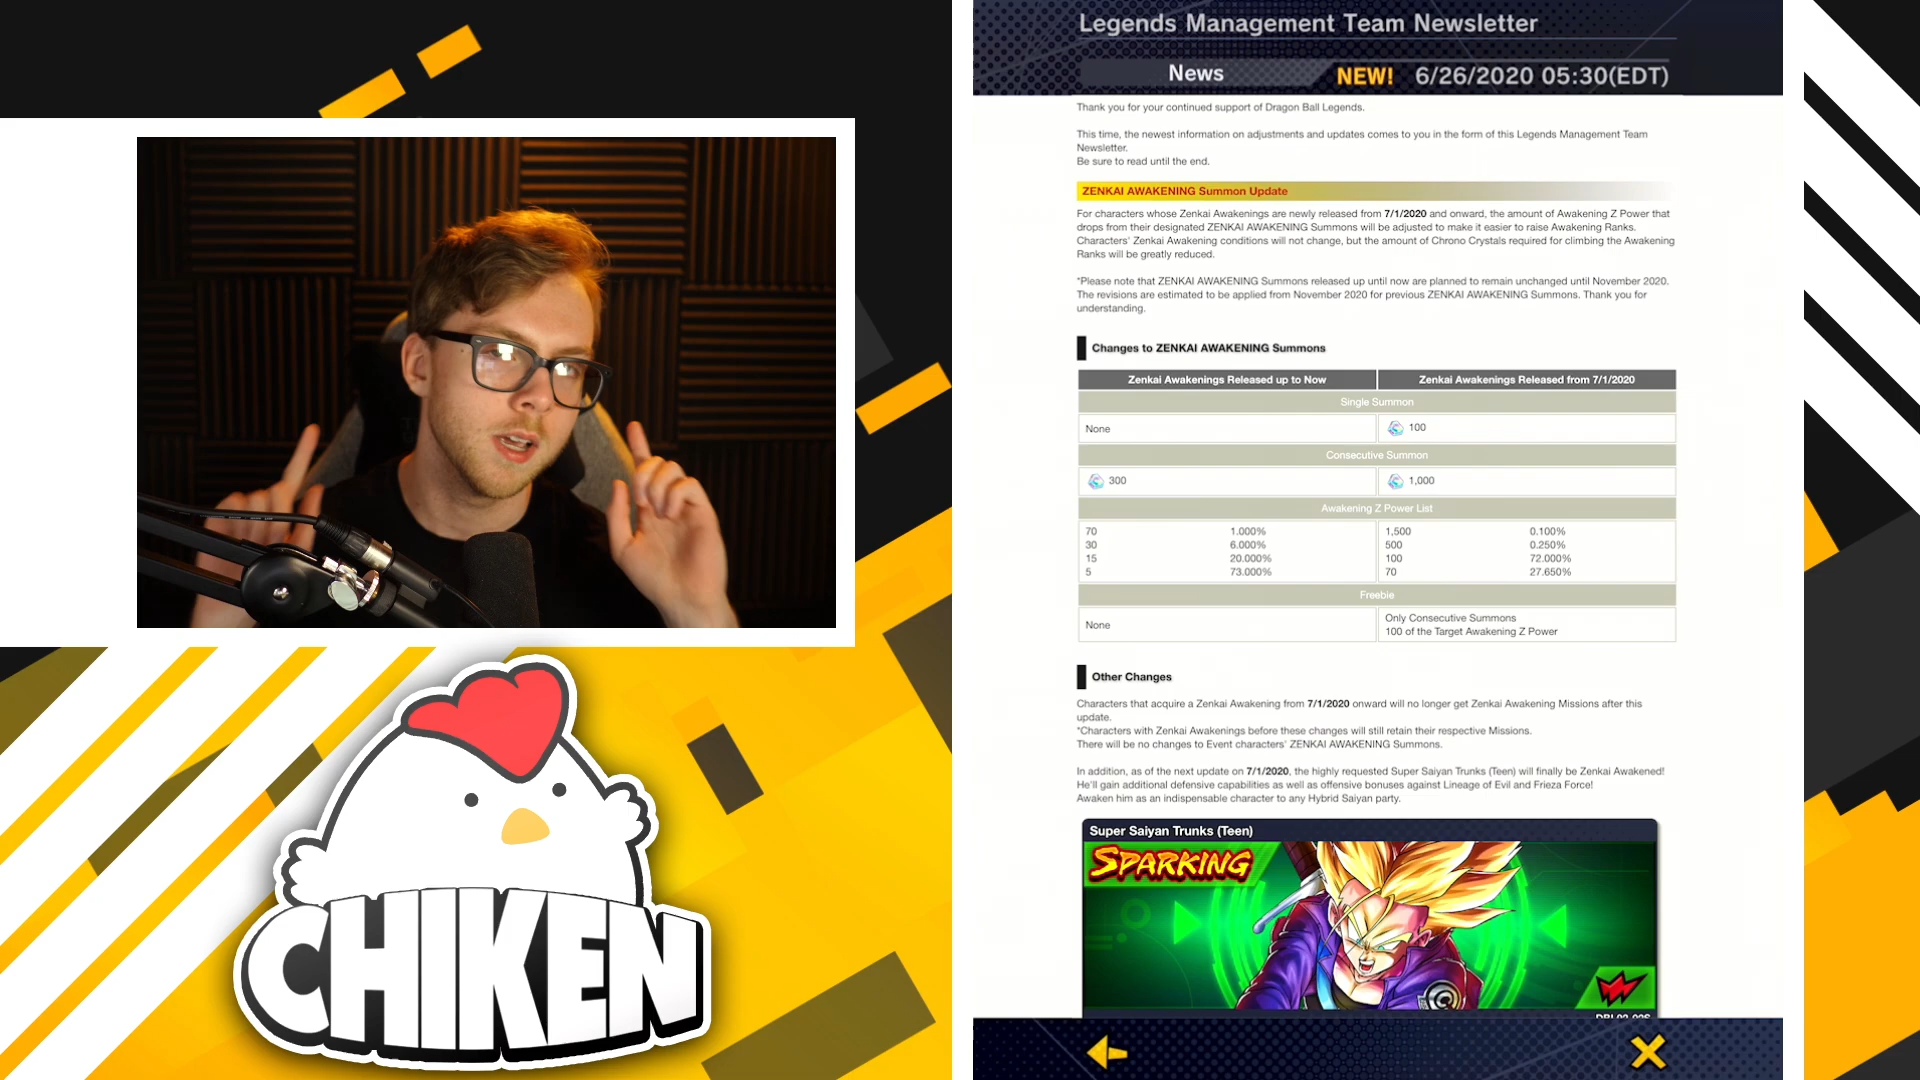 Legends Management Team Newsletter
News
NEW! 6/26/2020 05:30(EDT)
Thank you for your continued support of Dragon Ball Legends.
This time, the newest information on adjustments and updates comes to you in the form of this Legends Management Team
Newsletter.
Be sure to read until the end.
ZENKAI AWAKENING Summon Update
For characters whose Zenkai Awakenings are newly released from 7/1/2020 and onward, the amount of Awakening Z Power that
drops from their designated ZENKAI AWAKENING Summons will be adjusted to make it easier to raise Awakening Ranks.
Characters' Zenkai Awakening conditions will not change, but the amount of Chrono Crystals required for climbing the Awakening
Ranks will be greatly reduced.
*Please note that ZENKAI AWAKENING Summons released up until now are planned to remain unchanged until November 2020.
The revisions are estimated to be applied from November 2020 for previous ZENKAI AWAKENING Summons. Thank you for
understanding.
Changes to ZENKAI AWAKENING Summons
Zenkai Awakenings Released up to Now Zenkai Awakenings Released from 7/1/2020
Single Summon
None 100
Consecutive Summon
300 1,000
Awakening Z Power List
70 1.000% 1,500 0.100%
30 6.000% 500 0.250%
15 20.000% 100 72.000%
5 73.000% 70 27.650%
Freebie
None Only Consecutive Summons
100 of the Target Awakening Z Power
Other Changes
Characters that acquire a Zenkai Awakening from 7/1/2020 onward will no longer get Zenkai Awakening Missions after this
update.
*Characters with Zenkai Awakenings before these changes will still retain their respective Missions.
There will be no changes to Event characters' ZENKAI AWAKENING Summons.
In addition, as of the next update on 7/1/2020, the highly requested Super Saiyan Trunks (Teen) will finally be Zenkai Awakened!
He'll gain additional defensive capabilities as well as offensive bonuses against Lineage of Evil and Frieza Force!
Awaken him as an indispensable character to any Hybrid Saiyan party.
Super Saiyan Trunks (Teen)
SPARKING
CHIKEN